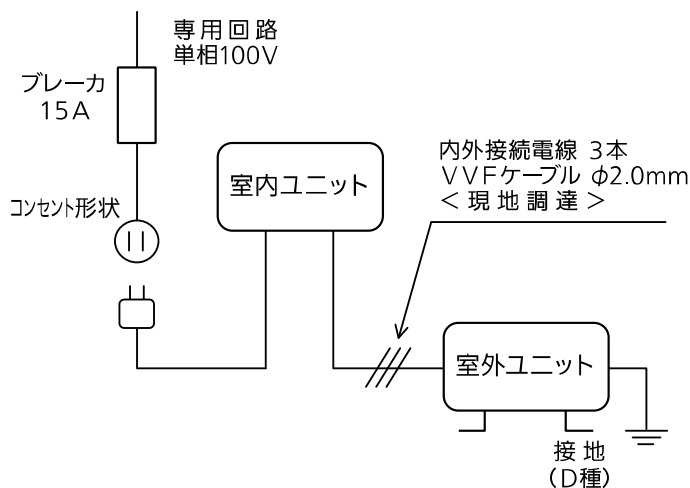 専用回路
単相100V
ブレーカ
15A
コンセント形状
室内ユニット
内外接続電線 3本
VVFケーブル φ2.0mm
<現地調達>
室外ユニット
接地
(D種)